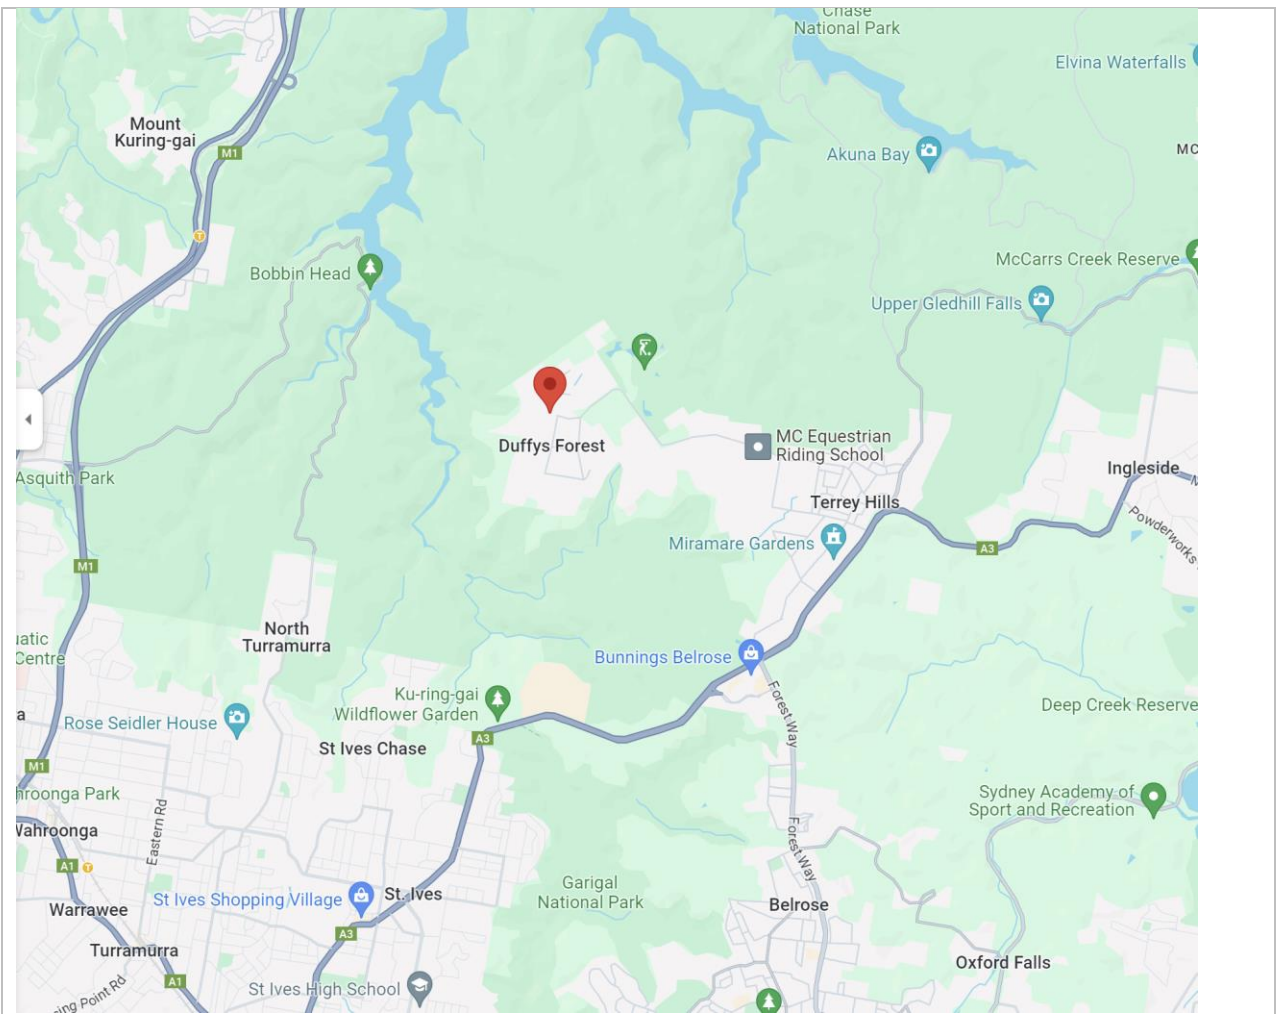 Chase
National Park
Elvina Waterfalls
Mount
Kuring-gai
M1
Akuna Bay
MC
T
Bobbin Head
McCarrs Creek Reserve
Upper Gledhill Falls
MC Equestrian
Riding School
Duffys Forest
Asquith Park
Ingleside
Terrey Hills
Powderworks
Miramare Gardens
A3
M1
North
Turramurra
uatic
Centre
Bunnings Belrose
Forest Way
Ku-ring-gai
Wildflower Garden
a
Rose Seidler House
A3
St Ives Chase
Deep Creek Reserve
M1
hroonga Park
Sydney Academy of
Sport and Recreation
Eastern Rd
Wahroonga
Forest Way
A1
T
Garigal
National Park
St Ives Shopping Village
St. Ives
Belrose
Warrawee
A3
Turramurra
Oxford Falls
A1
St Ives High School
ing Point Rd